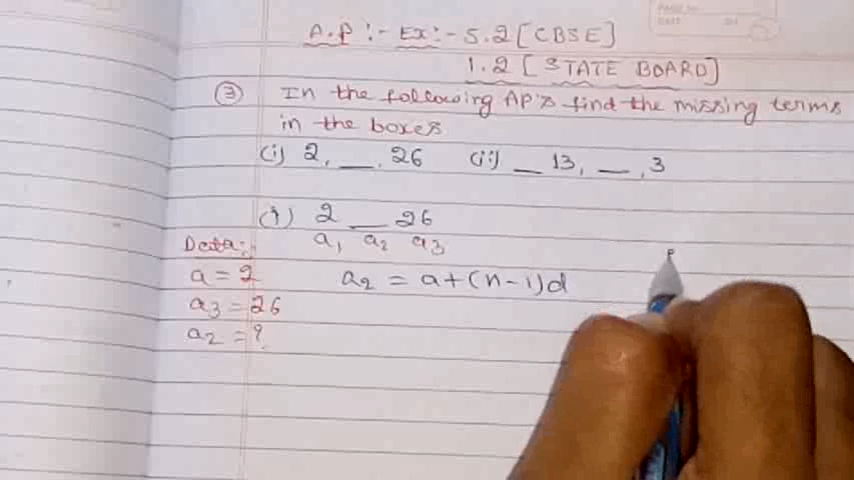 A.P :- Ex:- 5.2 [CBSE]
1.2 [STATE BOARD]
③ In the following AP's find the missing terms
in the boxes
(i) 2, __, 26 (ii) __ 13, __, 3
(i) 2 __ 26
a₁ a₂ a₃
Data:
a = 2
a₂ = a+(n-1)d
a₃ = 26
a₂ = ?